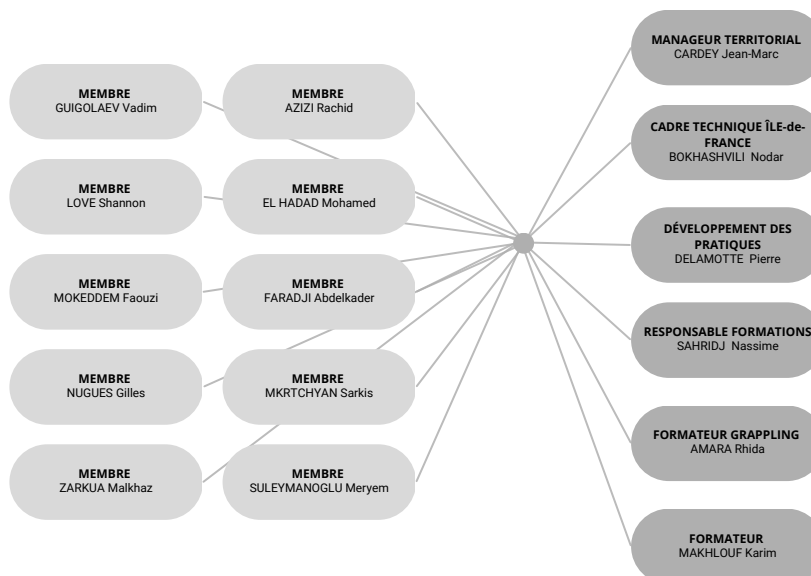 MEMBRE
GUIGOLAEV Vadim
MEMBRE
AZIZI Rachid
MEMBRE
LOVE Shannon
MEMBRE
EL HADAD Mohamed
MEMBRE
MOKEDDEM Faouzi
MEMBRE
FARADJI Abdelkader
MEMBRE
NUGUES Gilles
MEMBRE
MKRTCHYAN Sarkis
MEMBRE
ZARKUA Malkhaz
MEMBRE
SULEYMANOGLU Meryem
MANAGEUR TERRITORIAL
CARDEY Jean-Marc
CADRE TECHNIQUE ÎLE-de-
FRANCE
BOKHASHVILI Nodar
DÉVELOPPEMENT DES
PRATIQUES
DELAMOTTE Pierre
RESPONSABLE FORMATIONS
SAHRIDJ Nassime
FORMATEUR GRAPPLING
AMARA Rhida
FORMATEUR
MAKHLOUF Karim